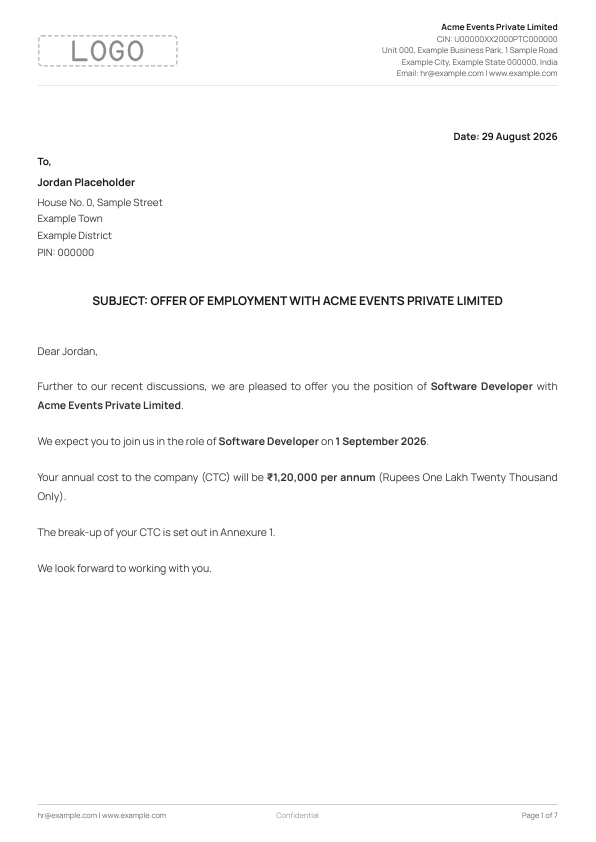 LOGO
Acme Events Private Limited
CIN: U00000XX2000PTC000000
Unit 000, Example Business Park, 1 Sample Road
Example City, Example State 000000, India
Email: hr@example.com | www.example.com
Date: 29 August 2026
To,
Jordan Placeholder
House No. 0, Sample Street
Example Town
Example District
PIN: 000000
SUBJECT: OFFER OF EMPLOYMENT WITH ACME EVENTS PRIVATE LIMITED
Dear Jordan,
Further to our recent discussions, we are pleased to offer you the position of Software Developer with
Acme Events Private Limited.
We expect you to join us in the role of Software Developer on 1 September 2026.
Your annual cost to the company (CTC) will be ₹1,20,000 per annum (Rupees One Lakh Twenty Thousand
Only).
The break-up of your CTC is set out in Annexure 1.
We look forward to working with you.
hr@example.com | www.example.com
Confidential
Page 1 of 7